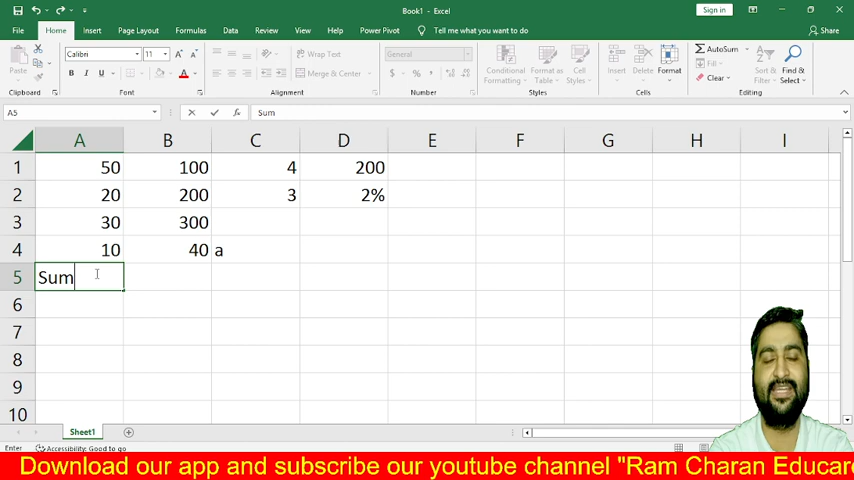 Book1 - Excel
Sign in
File Home Insert Page Layout Formulas Data Review View Help Power Pivot Tell me what you want to do Share
Paste
Calibri 11 A A
B I U A
Wrap Text
Merge & Center
General
$ % ,
Conditional Formatting
Format as Table
Cell Styles
Insert
Delete
Format
AutoSum
Fill
Clear
Sort & Filter
Find & Select
Clipboard Font Alignment Number Styles Cells Editing
A5 fx Sum
A B C D E F G H I
1 50 100 4 200
2 20 200 3 2%
3 30 300
4 10 40 a
5 Sum
6
7
8
9
10
Sheet1
Enter Accessibility: Good to go
Download our app and subscribe our youtube channel "Ram Charan Educar